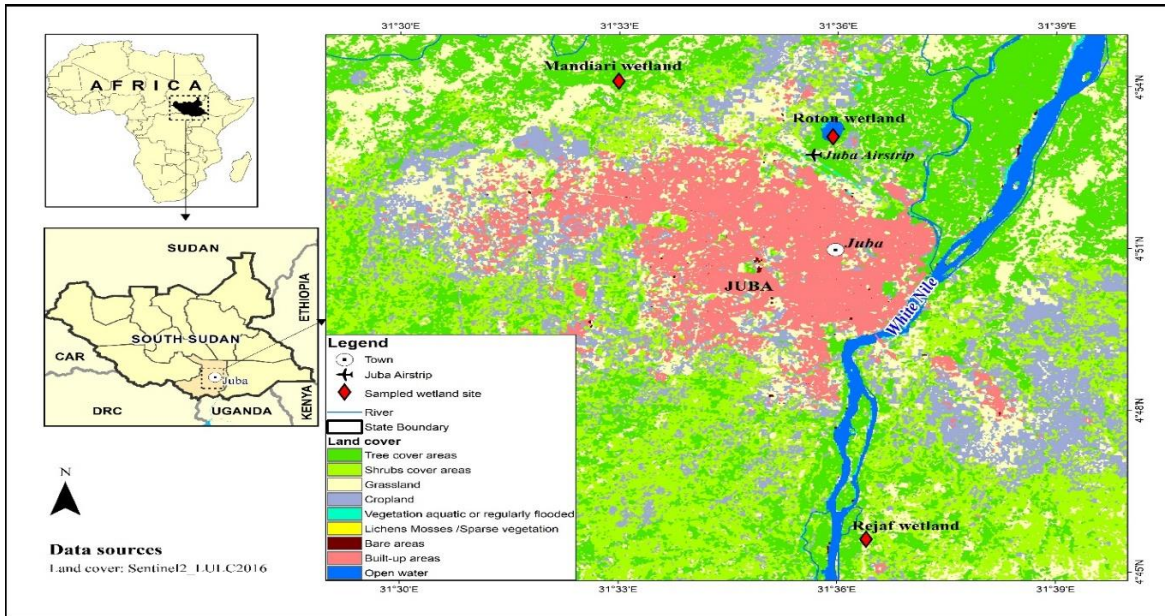 AFRICA
SUDAN
ETHIOPIA
SOUTH SUDAN
CAR
Juba
DRC
UGANDA
KENYA
N
Data sources
Land cover: Sentinel2_LULC2016
31°30'E
31°33'E
31°36'E
31°39'E
Mandiari wetland
4°54'N
Roton wetland
Juba Airstrip
4°51'N
Juba
JUBA
White Nile
4°48'N
Rejaf wetland
4°45'N
31°30'E
31°33'E
31°36'E
31°39'E
Legend
Town
Juba Airstrip
Sampled wetland site
River
State Boundary
Land cover
Tree cover areas
Shrubs cover areas
Grassland
Cropland
Vegetation aquatic or regularly flooded
Lichens Mosses /Sparse vegetation
Bare areas
Built-up areas
Open water